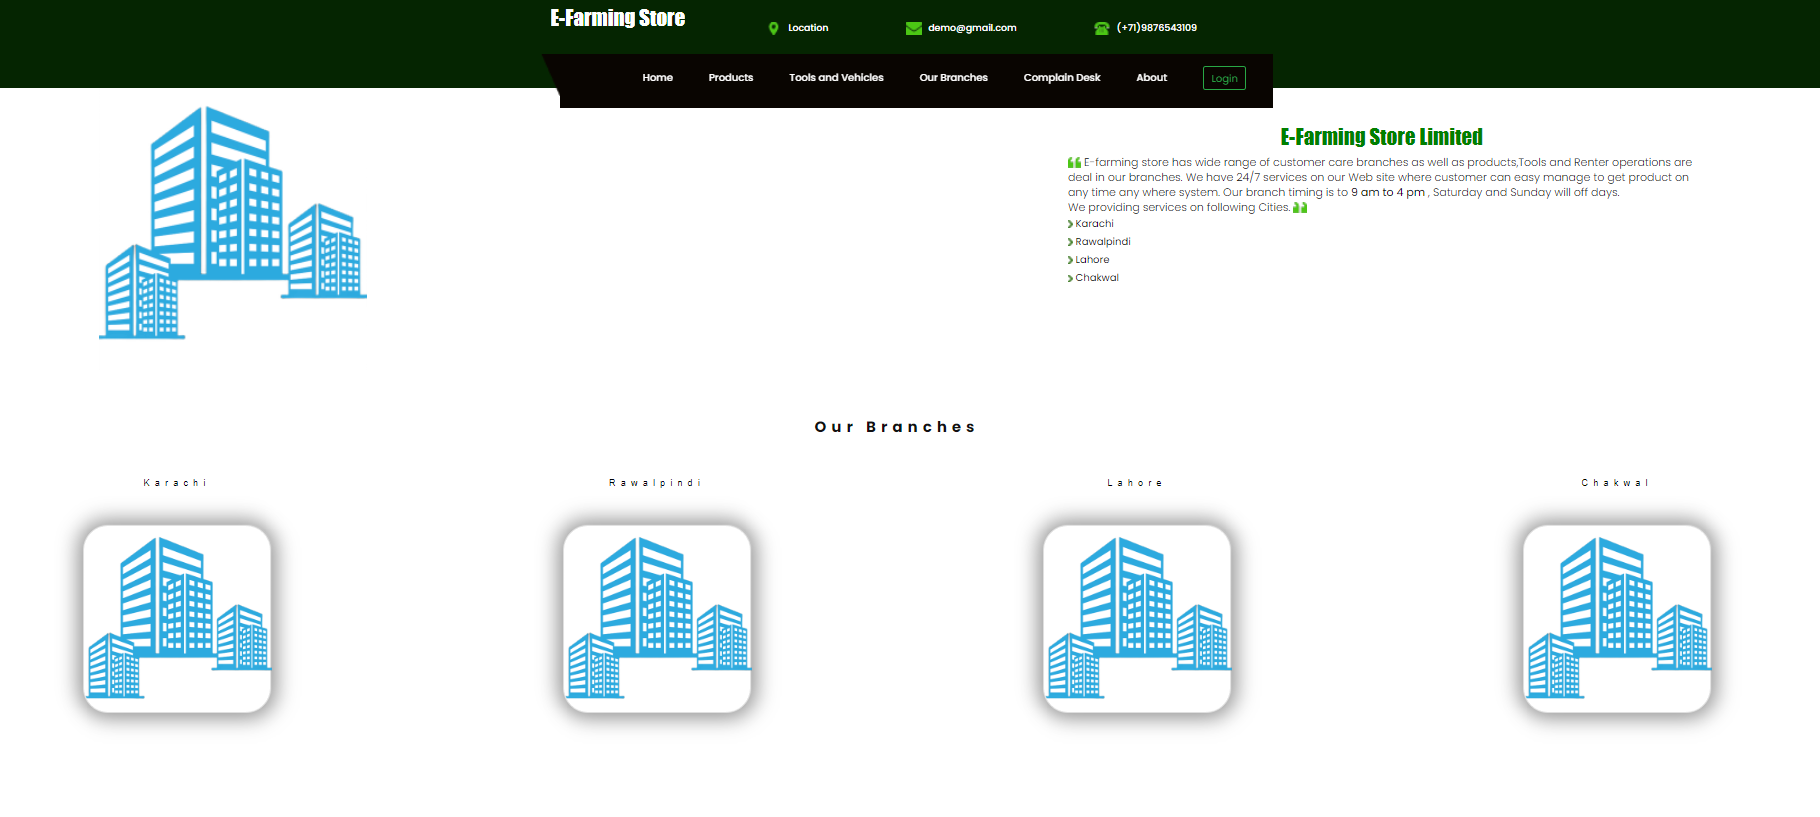 E-Farming Store
Location
demo@gmail.com
(+71)9876543109
Home
Products
Tools and Vehicles
Our Branches
Complain Desk
About
Login
E-Farming Store Limited
E-farming store has wide range of customer care branches as well as products,Tools and Renter operations are
deal in our branches. We have 24/7 services on our Web site where customer can easy manage to get product on
any time any where system. Our branch timing is to 9 am to 4 pm , Saturday and Sunday will off days.
We providing services on following Cities.
Karachi
Rawalpindi
Lahore
Chakwal
Our Branches
Karachi
Rawalpindi
Lahore
Chakwal